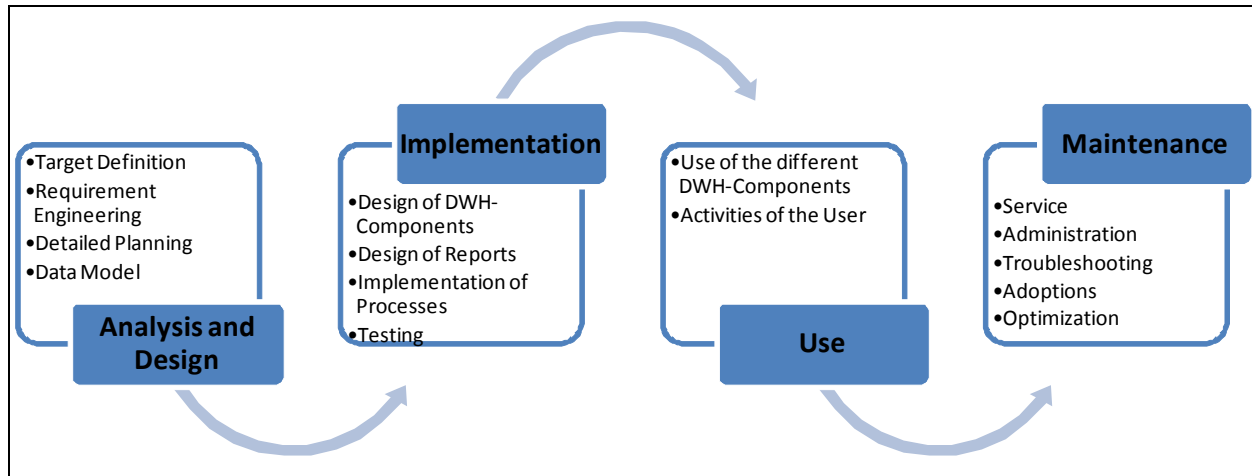 •Target Definition
•Requirement
Engineering
•Detailed Planning
•Data Model
Analysis and
Design
Implementation
•Design of DWH-
Components
•Design of Reports
•Implementation of
Processes
•Testing
•Use of the different
DWH-Components
•Activities of the User
Use
Maintenance
•Service
•Administration
•Troubleshooting
•Adoptions
•Optimization